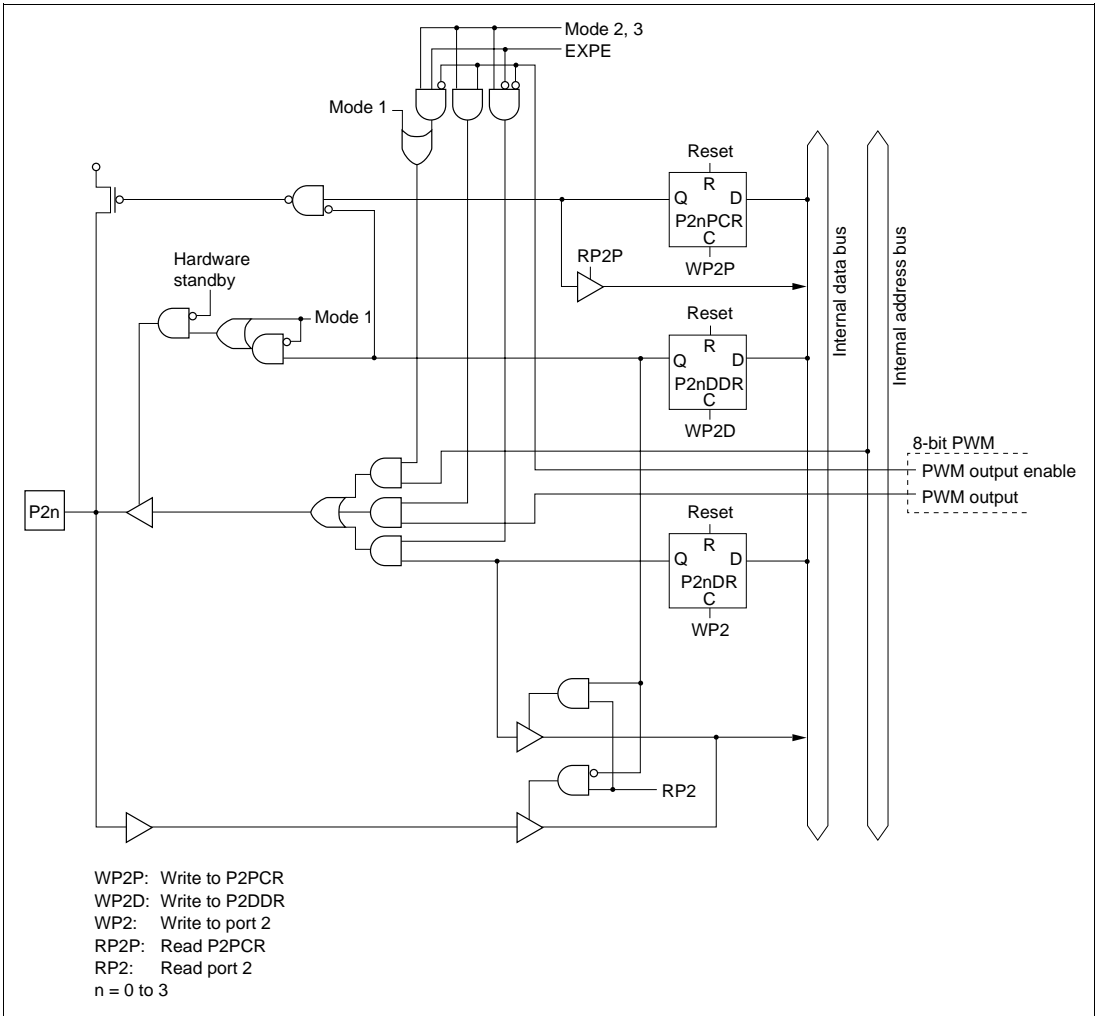 Mode 2, 3
EXPE
Mode 1
Reset
R
Q D
P2nPCR
C
WP2P
RP2P
Hardware
standby
Mode 1
Reset
R
Q D
P2nDDR
C
WP2D
Internal data bus
Internal address bus
8-bit PWM
PWM output enable
PWM output
P2n
Reset
R
Q D
P2nDR
C
WP2
RP2
WP2P: Write to P2PCR
WP2D: Write to P2DDR
WP2: Write to port 2
RP2P: Read P2PCR
RP2: Read port 2
n = 0 to 3